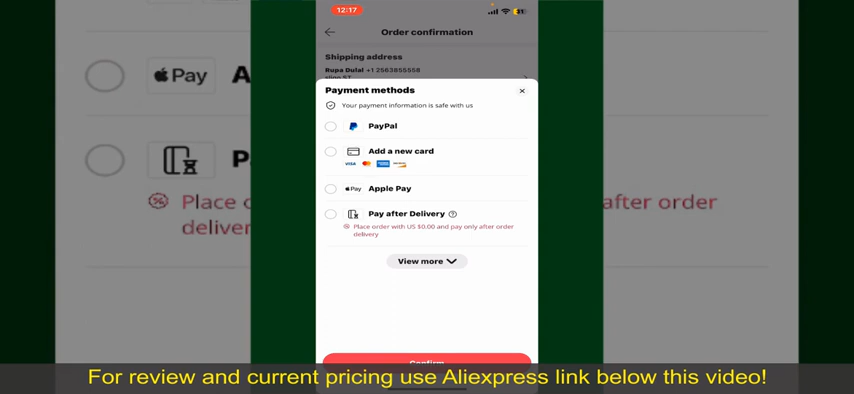 12:17
Order confirmation
Shipping address
Rupa Dulal +1 2563855558
Payment methods
Your payment information is safe with us
PayPal
Add a new card
VISA
Pay Apple Pay
Pay after Delivery
Place order with US $0.00 and pay only after order
delivery
View more
Confirm
Pay A
P
Place o
deliver
after order
For review and current pricing use Aliexpress link below this video!